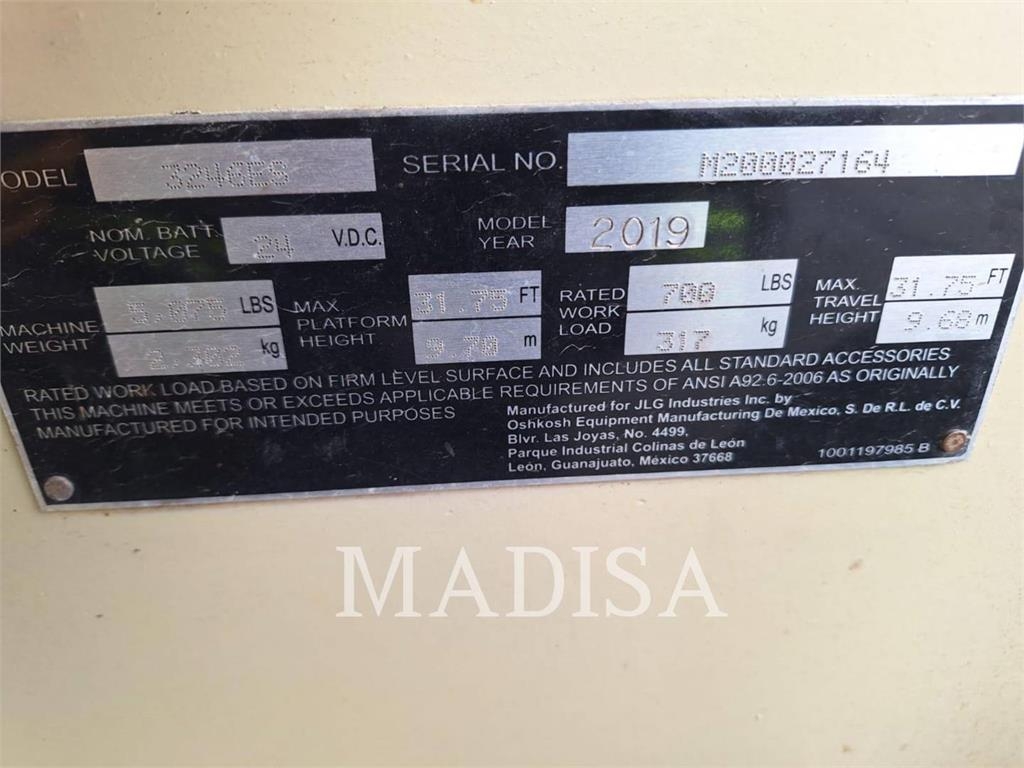 ODEL 3246ES SERIAL NO. M200027164
NOM. BATT. VOLTAGE 24 V.D.C. MODEL YEAR 2019
MACHINE WEIGHT 5.075 LBS 2.302 kg
MAX. PLATFORM HEIGHT 31.75 FT 9.70 m
RATED WORK LOAD 700 LBS 317 kg
MAX. TRAVEL HEIGHT 31.75 FT 9.68 m
RATED WORK LOAD BASED ON FIRM LEVEL SURFACE AND INCLUDES ALL STANDARD ACCESSORIES
THIS MACHINE MEETS OR EXCEEDS APPLICABLE REQUIREMENTS OF ANSI A92.6-2006 AS ORIGINALLY
MANUFACTURED FOR INTENDED PURPOSES
Manufactured for JLG Industries Inc. by
Oshkosh Equipment Manufacturing De Mexico, S. De R.L. de C.V.
Blvr. Las Joyas, No. 4499,
Parque Industrial Colinas de León
León, Guanajuato, México 37668
1001197985 B
MADISA